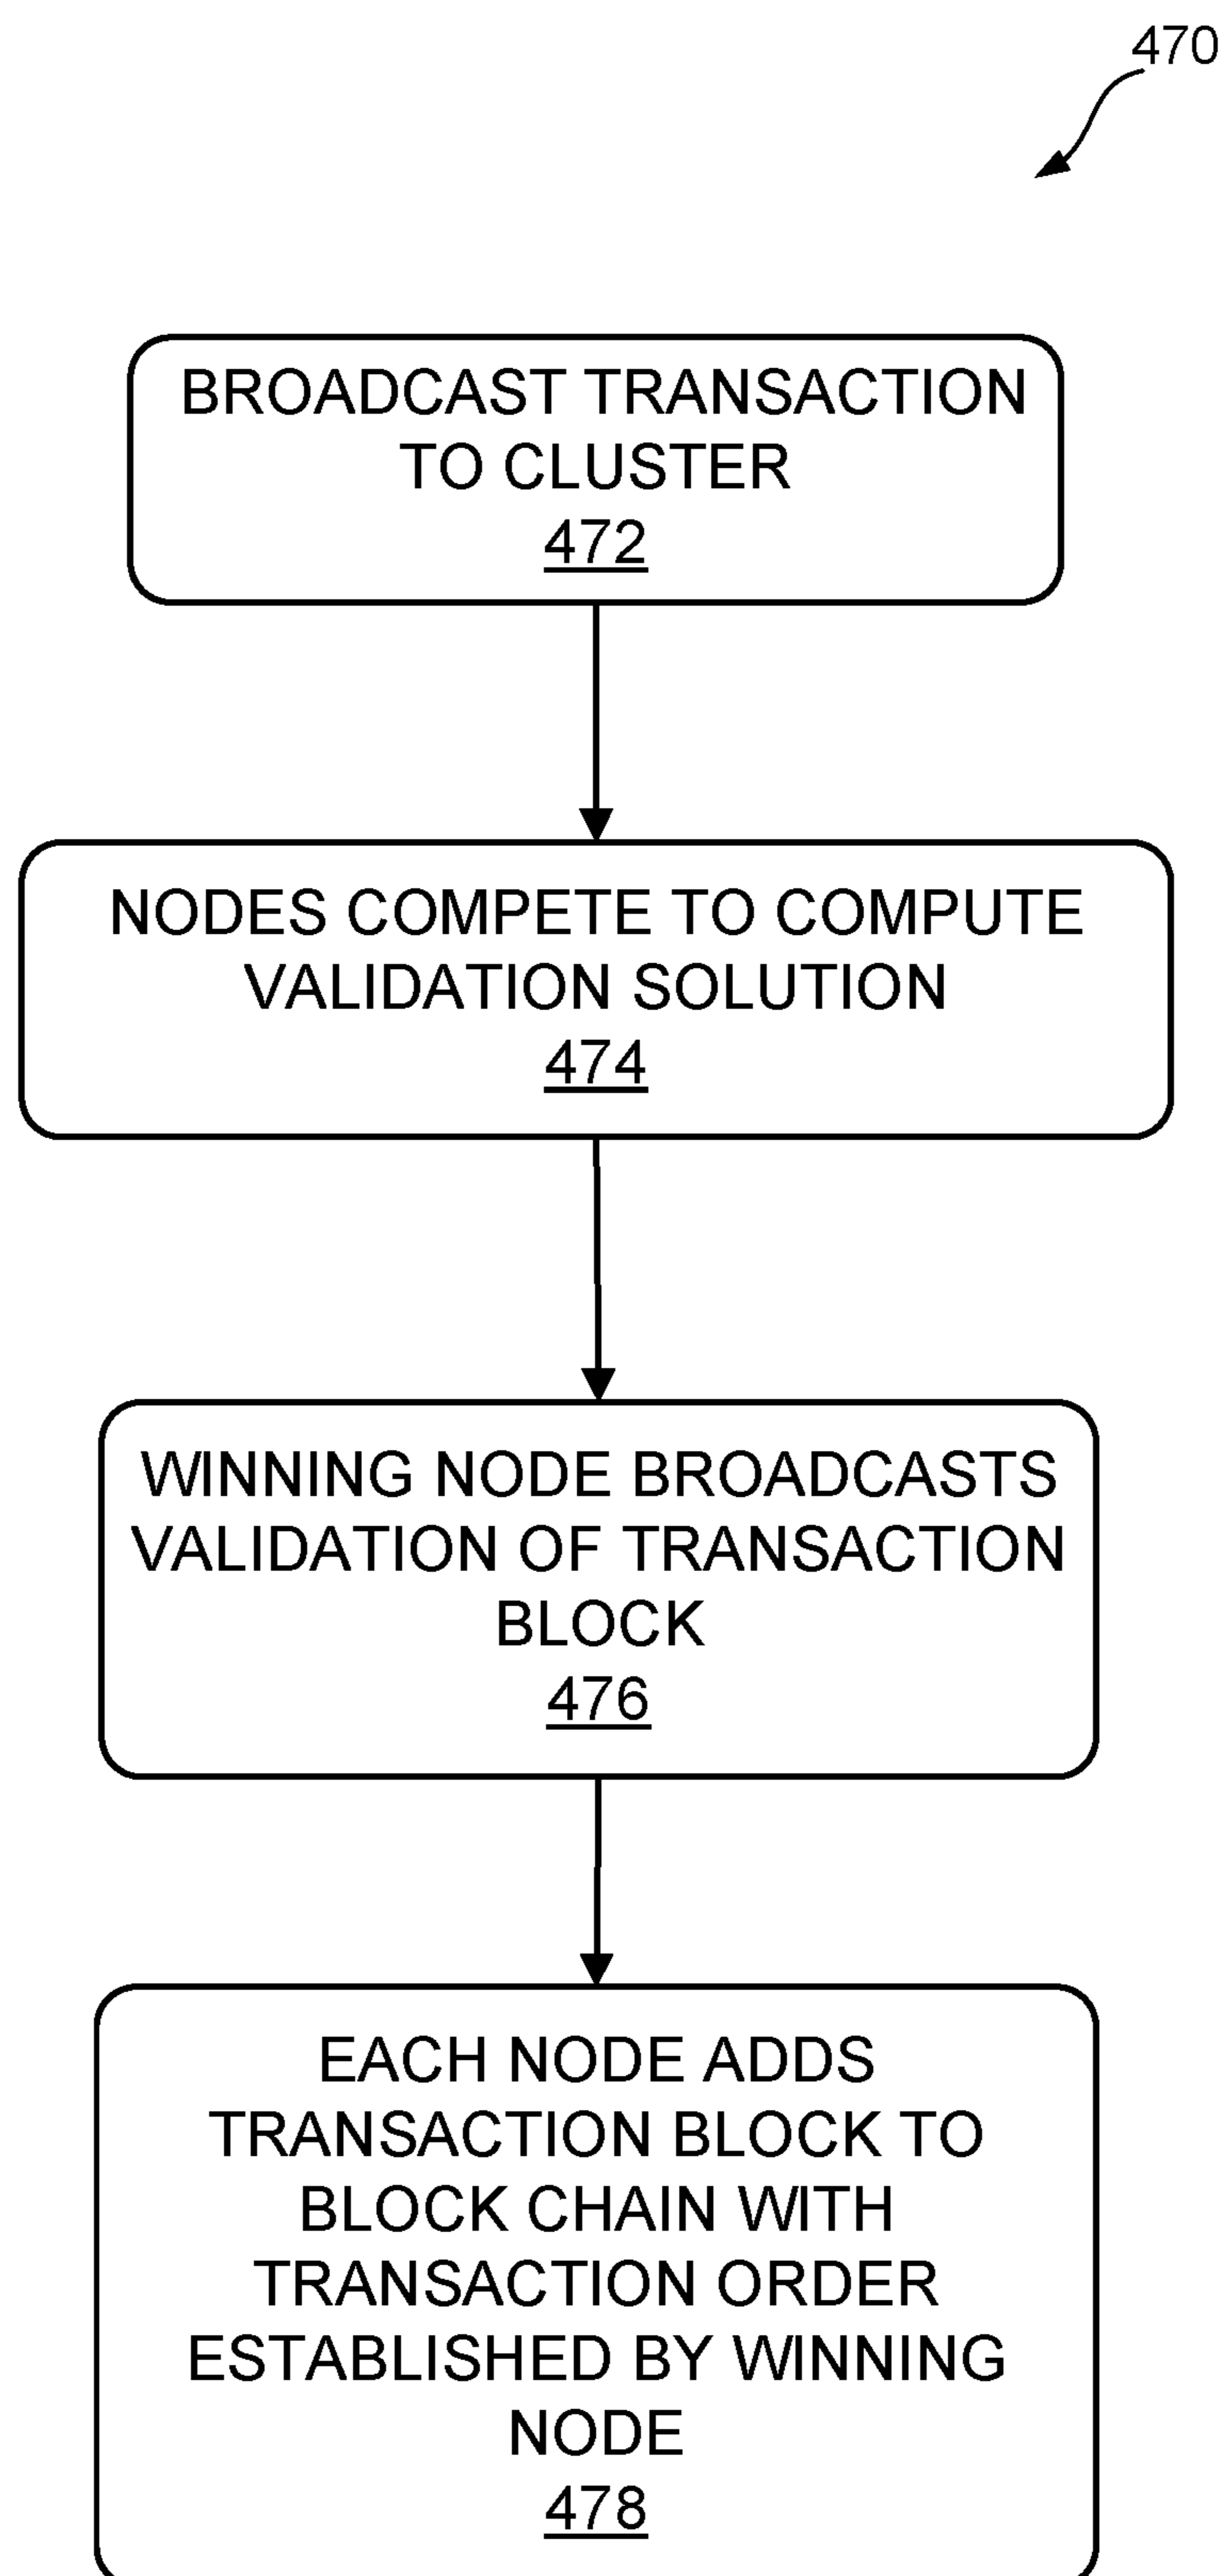 470
BROADCAST TRANSACTION
TO CLUSTER
472
NODES COMPETE TO COMPUTE
VALIDATION SOLUTION
474
WINNING NODE BROADCASTS
VALIDATION OF TRANSACTION
BLOCK
476
EACH NODE ADDS
TRANSACTION BLOCK TO
BLOCK CHAIN WITH
TRANSACTION ORDER
ESTABLISHED BY WINNING
NODE
478